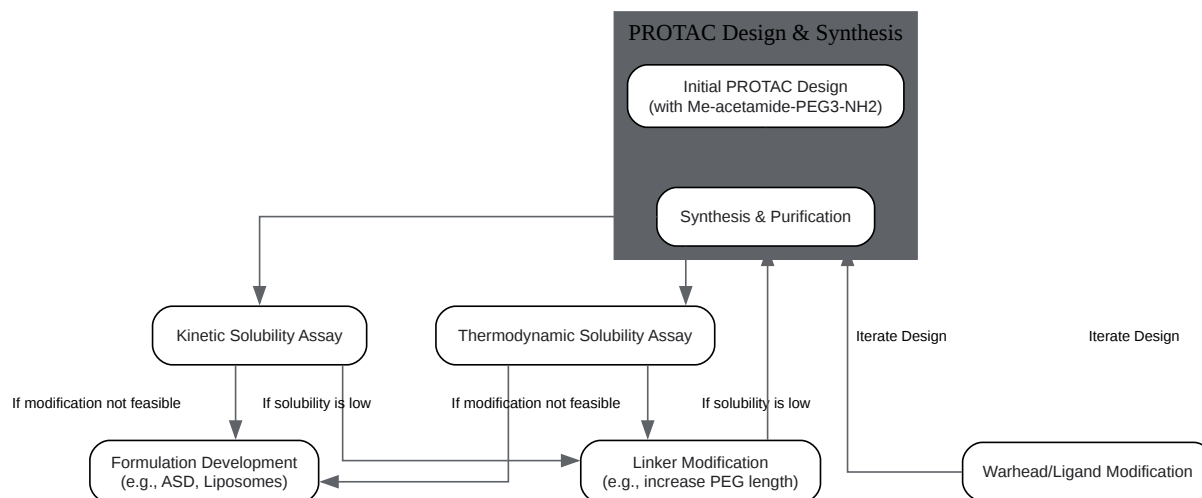 PROTAC Design & Synthesis
Initial PROTAC Design
(with Me-acetamide-PEG3-NH2)
Synthesis & Purification
Kinetic Solubility Assay
Thermodynamic Solubility Assay
Iterate Design
Iterate Design
If modification not feasible
If solubility is low
If modification not feasible
If solubility is low
Formulation Development
(e.g., ASD, Liposomes)
Linker Modification
(e.g., increase PEG length)
Warhead/Ligand Modification